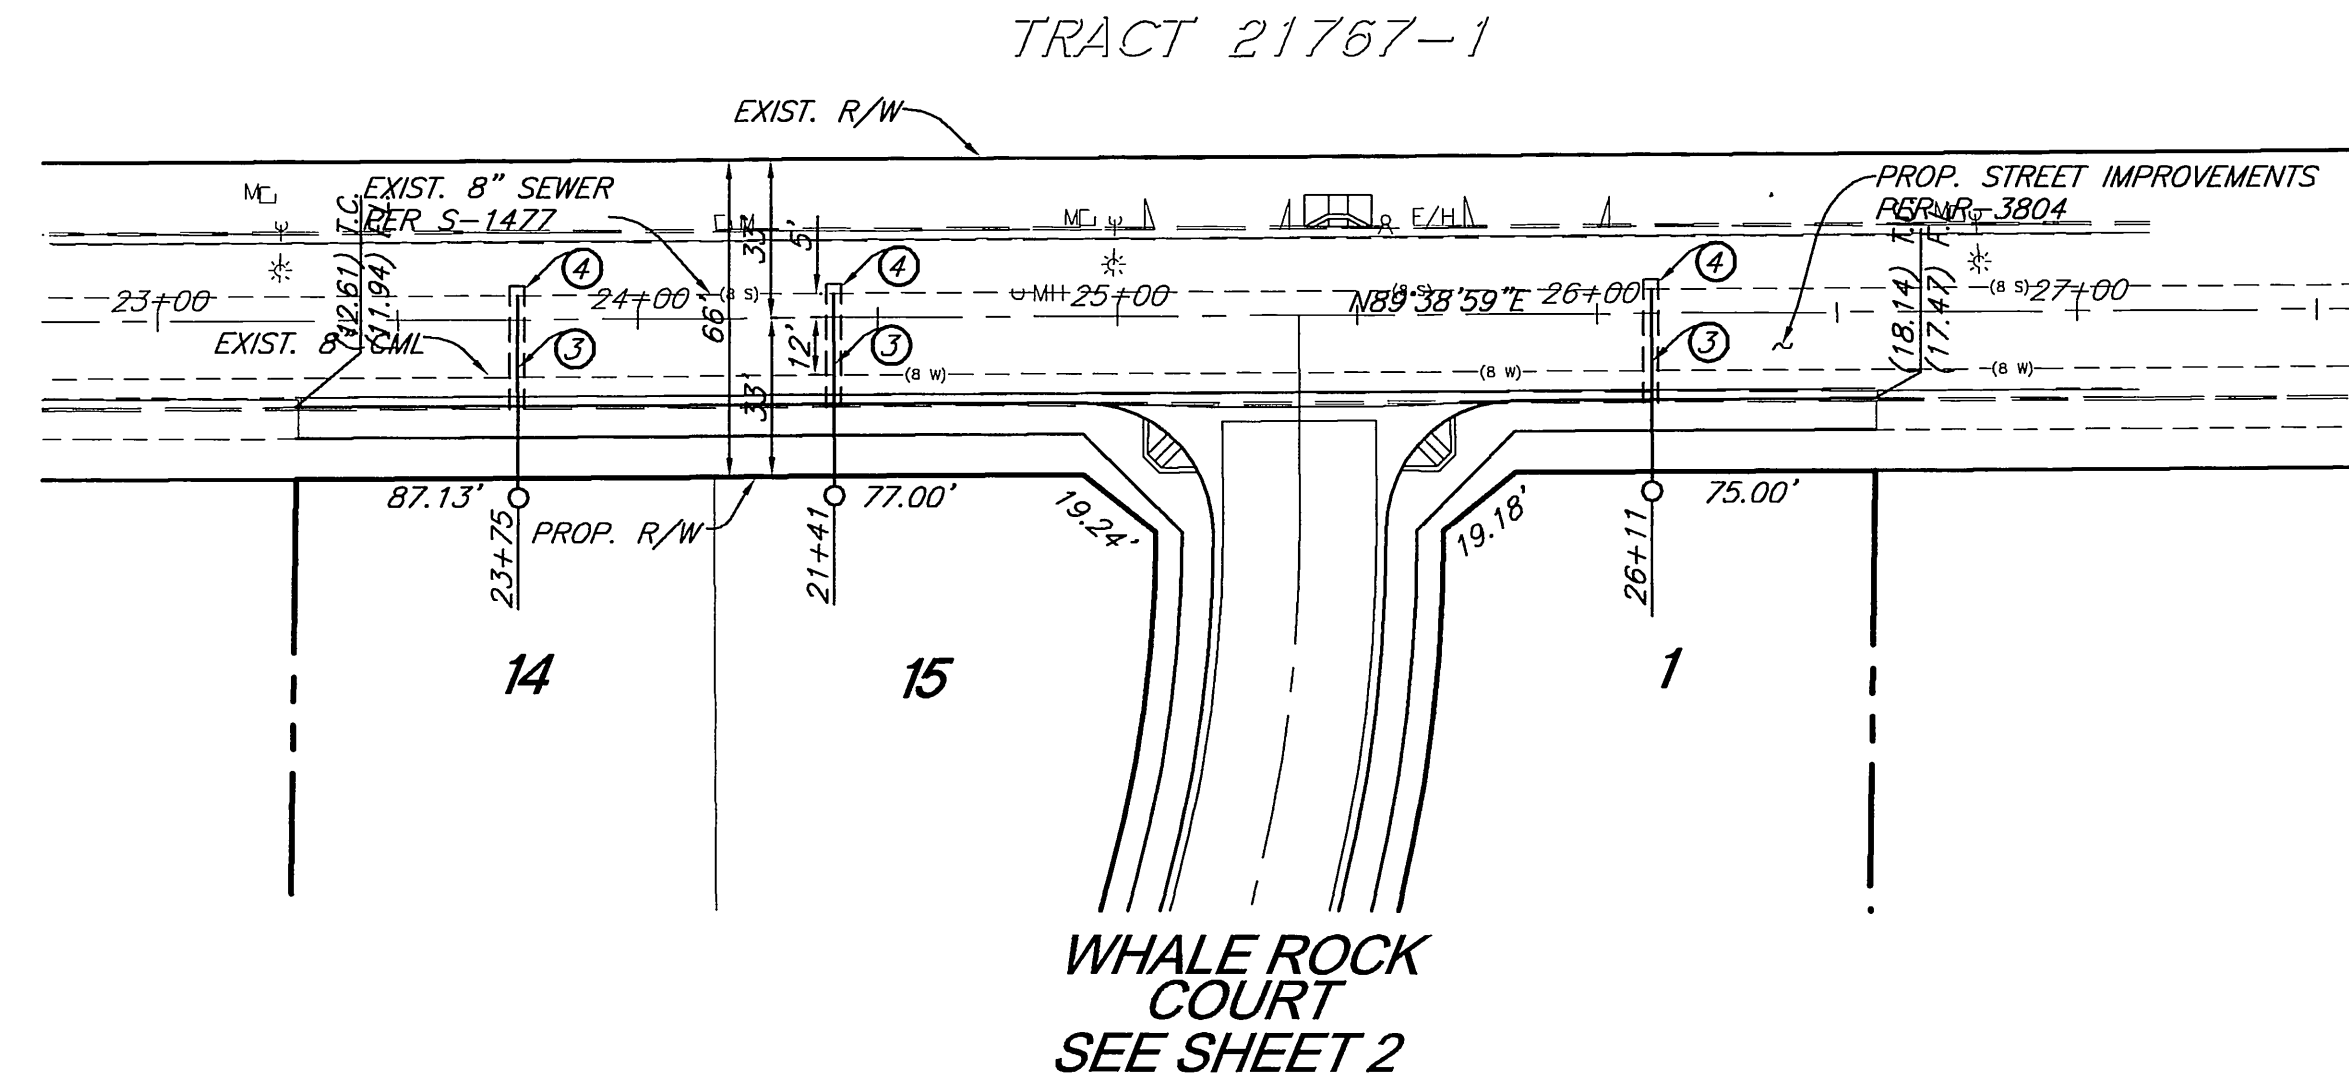 TRACT 21767-1
EXIST. R/W
EXIST. 8" SEWER
PER S-1477
PROP. STREET IMPROVEMENTS
PER R-3804
(12.61) T.C.
(11.94) F.L.
33'
5'
E/H
4
4
4
(18.14) T.C.
(17.47) F.L.
23+00
24+00
(8 S)
66'
MH
25+00
(8 S)
N89°38'59"E
26+00
(8 S)
27+00
EXIST. 8" CML
3
12'
3
3
33'
(8 W)
(8 W)
(8 W)
87.13'
77.00'
19.24'
19.18'
75.00'
PROP. R/W
23+75
21+41
26+11
14
15
1
WHALE ROCK
COURT
SEE SHEET 2